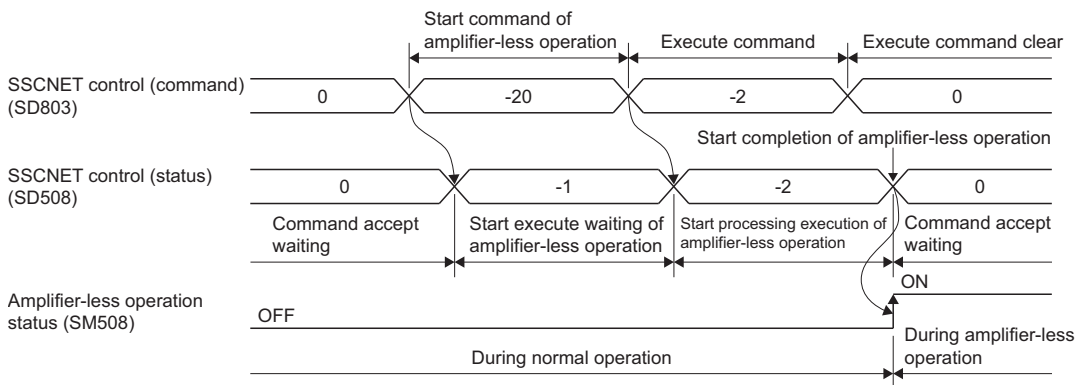 Start command of
amplifier-less operation
Execute command
Execute command clear
SSCNET control (command)
(SD803)
0
-20
-2
0
Start completion of amplifier-less operation
SSCNET control (status)
(SD508)
0
-1
-2
0
Command accept
waiting
Start execute waiting of
amplifier-less operation
Start processing execution of
amplifier-less operation
Command accept
waiting
Amplifier-less operation
status (SM508)
OFF
ON
During normal operation
During amplifier-less
operation